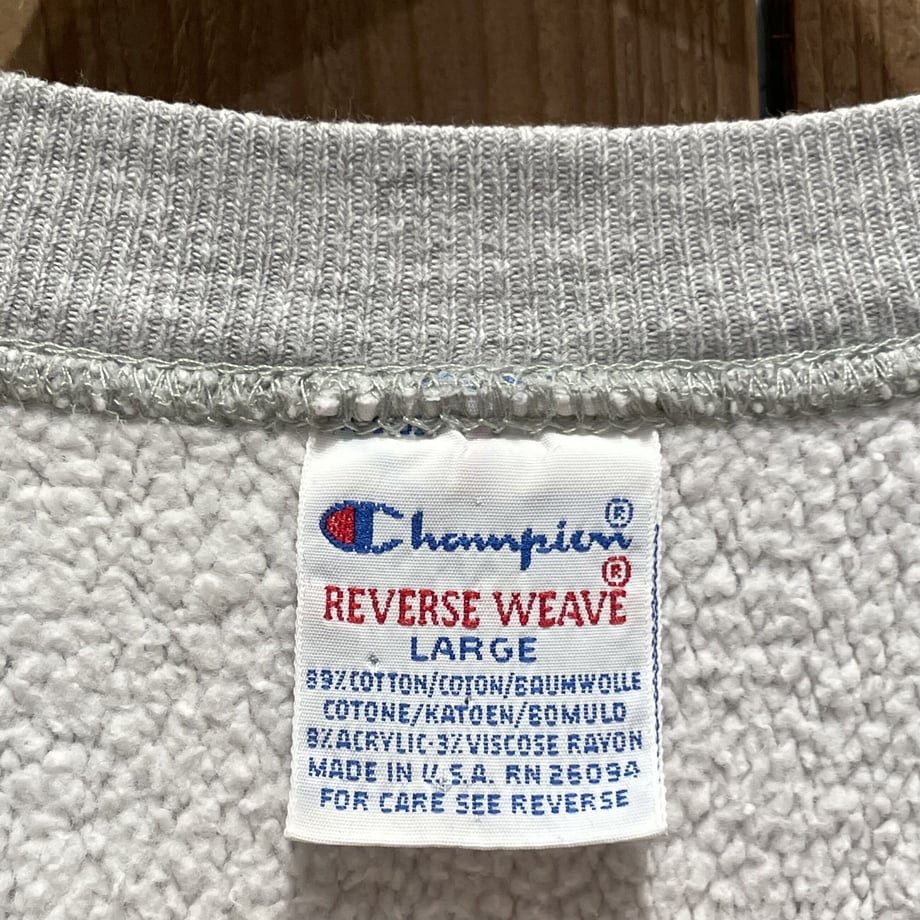 Champion®
REVERSE WEAVE®
LARGE
89%COTTON/COTON/BAUMWOLLE
COTONE/KATOEN/BOMULD
8%ACRYLIC-3%VISCOSE RAYON
MADE IN U.S.A. RN 26094
FOR CARE SEE REVERSE